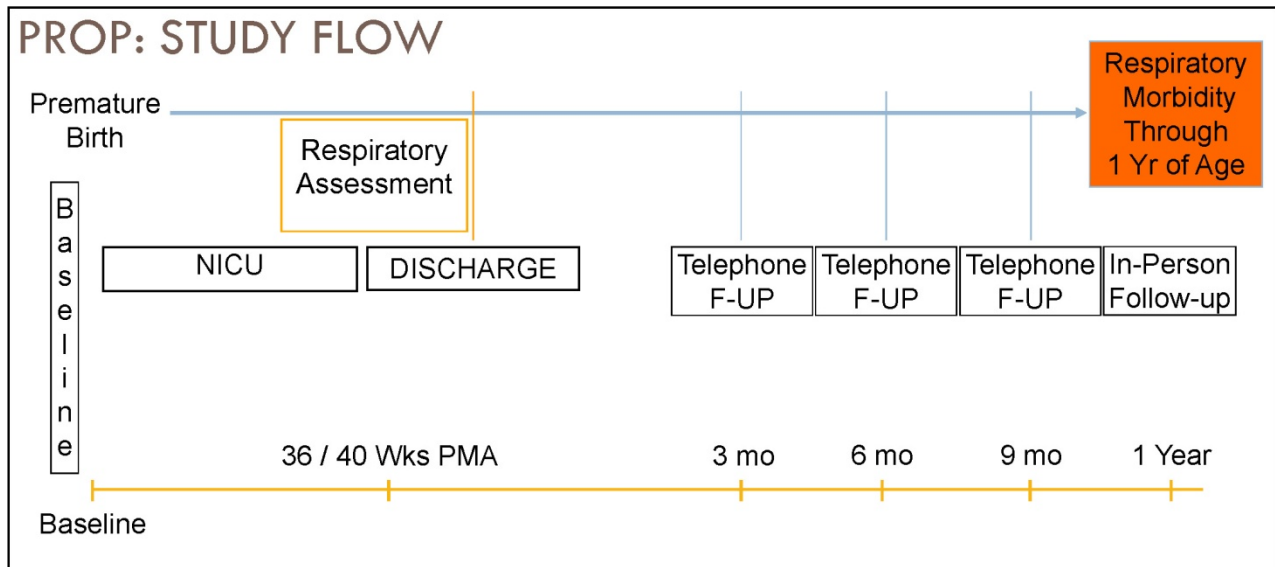 PROP: STUDY FLOW
Premature
Birth
Respiratory
Morbidity
Through
1 Yr of Age
Respiratory
Assessment
Baseline
NICU
DISCHARGE
Telephone
F-UP
Telephone
F-UP
Telephone
F-UP
In-Person
Follow-up
36 / 40 Wks PMA
3 mo
6 mo
9 mo
1 Year
Baseline